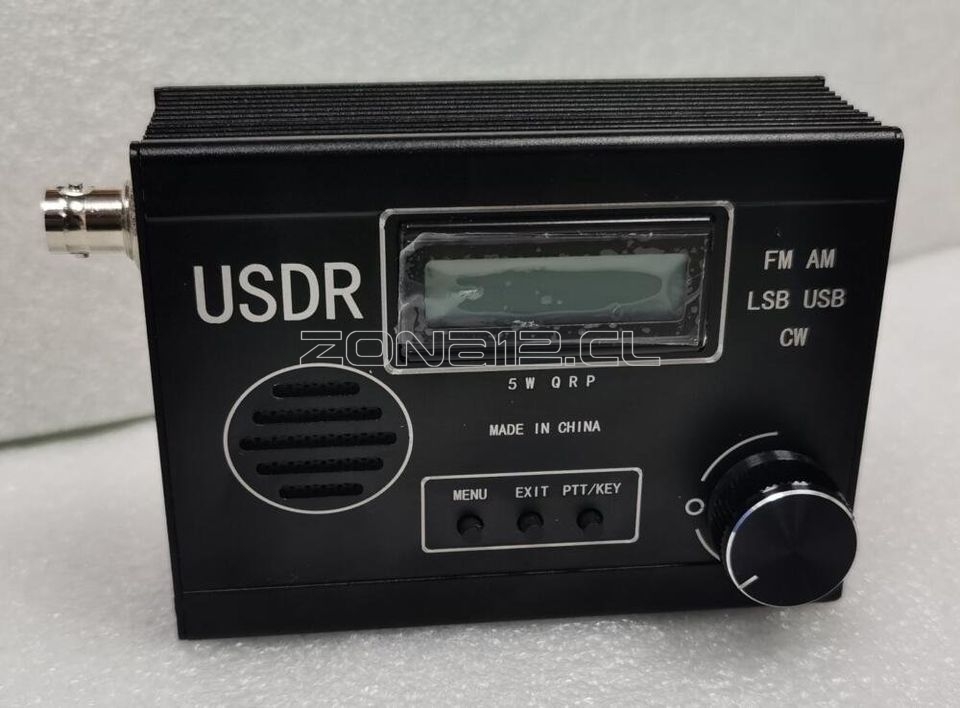 USDR
FM AM
LSB USB
CW
ZONA12.CL
5W QRP
MADE IN CHINA
MENU EXIT PTT/KEY